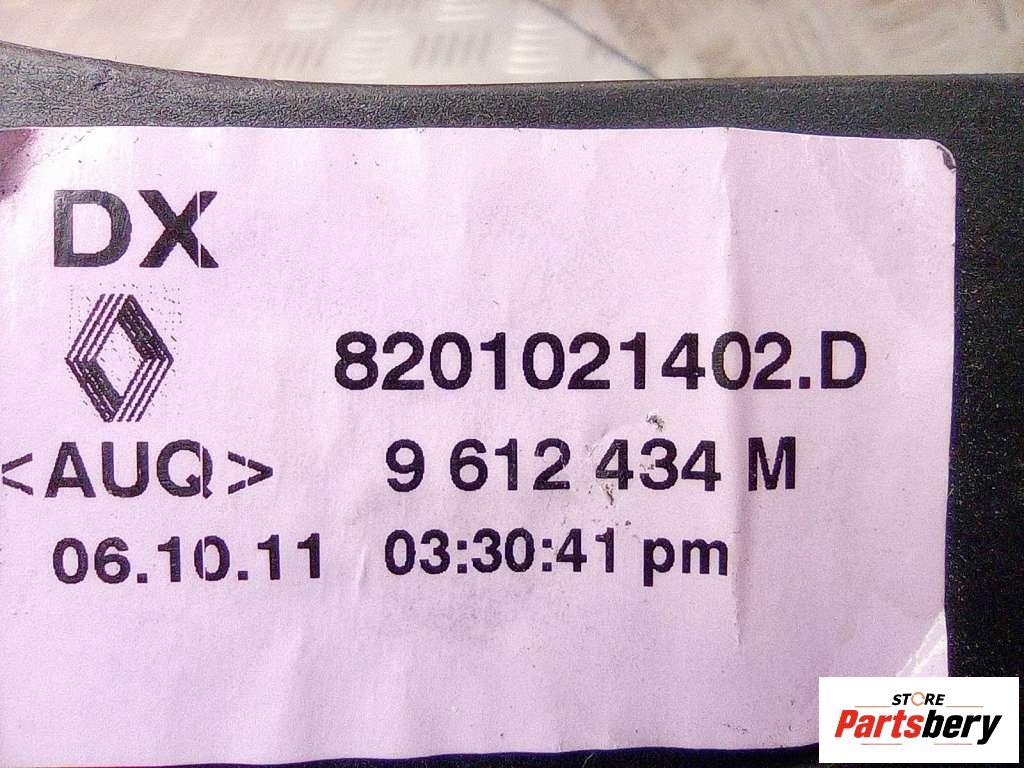 DX
8201021402.D
<AUQ> 9 612 434 M
06.10.11 03:30:41 pm
STORE
Partsbery